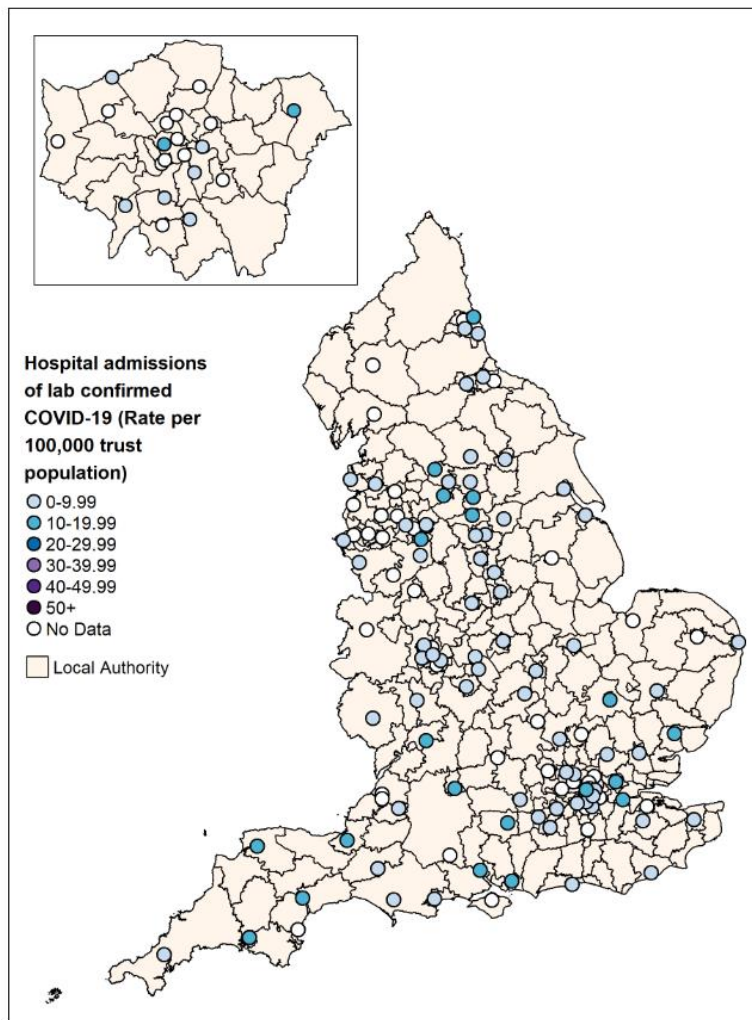 Hospital admissions
of lab confirmed
COVID-19 (Rate per
100,000 trust
population)
0-9.99
10-19.99
20-29.99
30-39.99
40-49.99
50+
No Data
Local Authority